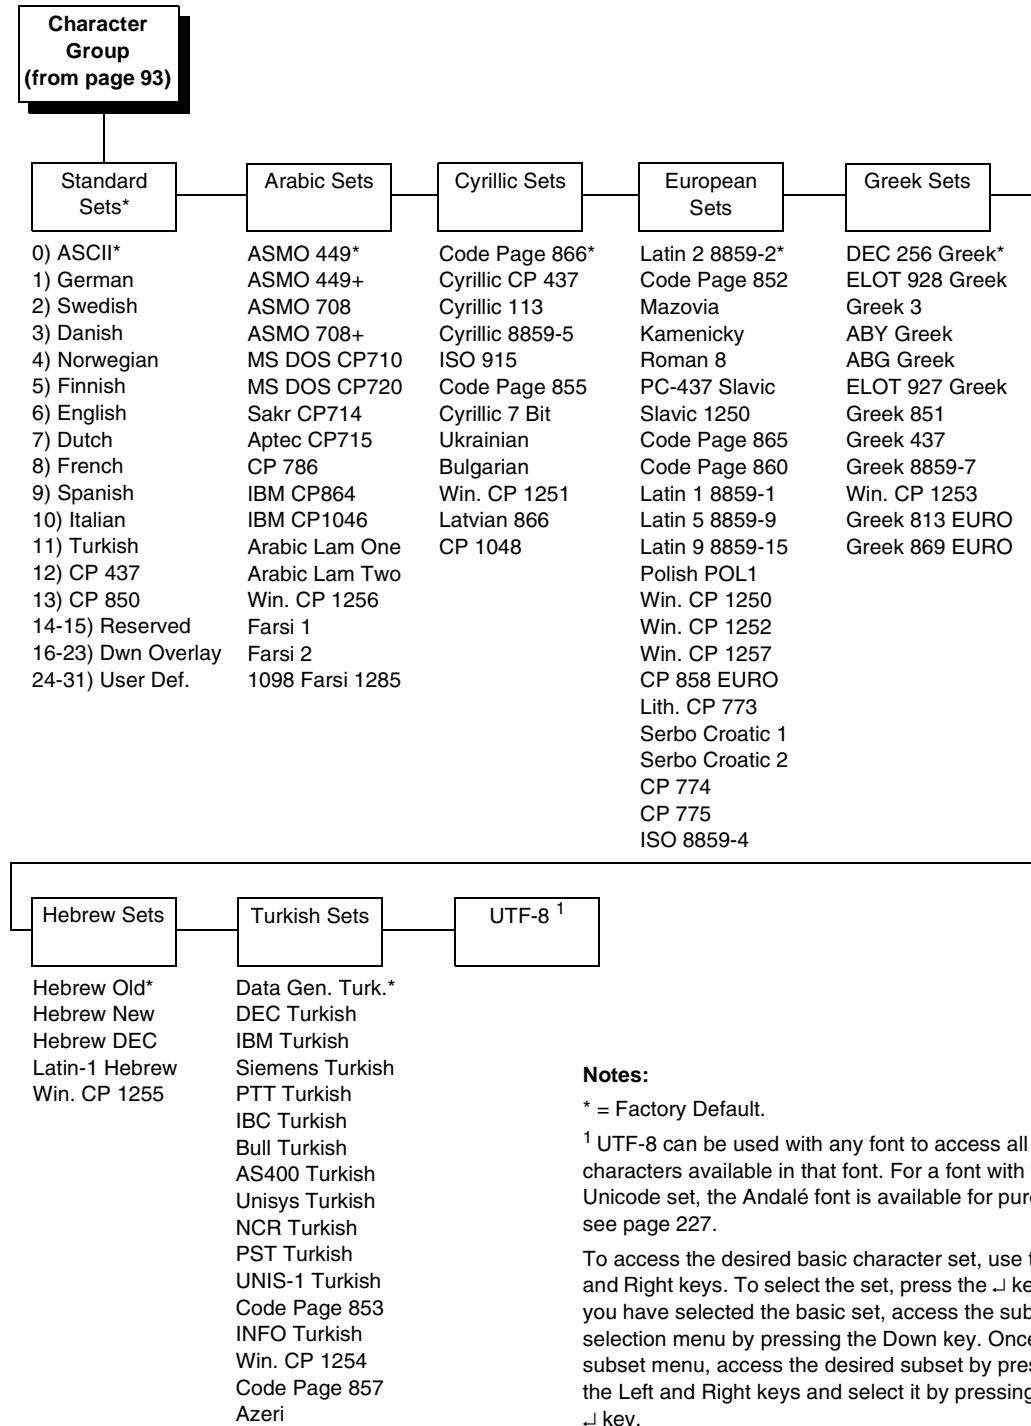 Character
Group
(from page 93)
Standard
Sets*
Arabic Sets
Cyrillic Sets
European
Sets
Greek Sets
0) ASCII*
1) German
2) Swedish
3) Danish
4) Norwegian
5) Finnish
6) English
7) Dutch
8) French
9) Spanish
10) Italian
11) Turkish
12) CP 437
13) CP 850
14-15) Reserved
16-23) Dwn Overlay
24-31) User Def.
ASMO 449*
ASMO 449+
ASMO 708
ASMO 708+
MS DOS CP710
MS DOS CP720
Sakr CP714
Aptec CP715
CP 786
IBM CP864
IBM CP1046
Arabic Lam One
Arabic Lam Two
Win. CP 1256
Farsi 1
Farsi 2
1098 Farsi 1285
Code Page 866*
Cyrillic CP 437
Cyrillic 113
Cyrillic 8859-5
ISO 915
Code Page 855
Cyrillic 7 Bit
Ukrainian
Bulgarian
Win. CP 1251
Latvian 866
CP 1048
Latin 2 8859-2*
Code Page 852
Mazovia
Kamenicky
Roman 8
PC-437 Slavic
Slavic 1250
Code Page 865
Code Page 860
Latin 1 8859-1
Latin 5 8859-9
Latin 9 8859-15
Polish POL1
Win. CP 1250
Win. CP 1252
Win. CP 1257
CP 858 EURO
Lith. CP 773
Serbo Croatic 1
Serbo Croatic 2
CP 774
CP 775
ISO 8859-4
DEC 256 Greek*
ELOT 928 Greek
Greek 3
ABY Greek
ABG Greek
ELOT 927 Greek
Greek 851
Greek 437
Greek 8859-7
Win. CP 1253
Greek 813 EURO
Greek 869 EURO
Hebrew Sets
Turkish Sets
UTF-8 1
Hebrew Old*
Hebrew New
Hebrew DEC
Latin-1 Hebrew
Win. CP 1255
Data Gen. Turk.*
DEC Turkish
IBM Turkish
Siemens Turkish
PTT Turkish
IBC Turkish
Bull Turkish
AS400 Turkish
Unisys Turkish
NCR Turkish
PST Turkish
UNIS-1 Turkish
Code Page 853
INFO Turkish
Win. CP 1254
Code Page 857
Azeri
Notes:
* = Factory Default.
1 UTF-8 can be used with any font to access all
characters available in that font. For a font with
Unicode set, the Andalé font is available for
see page 227.
To access the desired basic character set, use
and Right keys. To select the set, press the ↵
you have selected the basic set, access the
selection menu by pressing the Down key.
subset menu, access the desired subset by
the Left and Right keys and select it by pressing
↵ key.